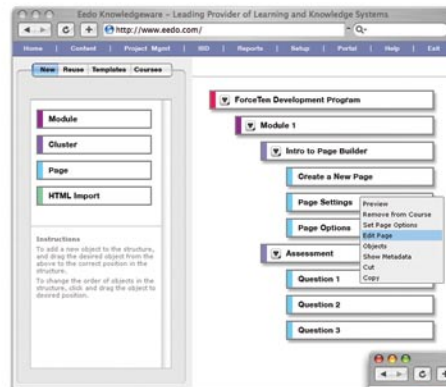 Eedo Knowledgeware – Leading Provider of Learning and Knowledge Systems
http://www.eedo.com/
Home | Content | Project Mgmt | ISD | Reports | Setup | Portal | Help | Exit
New Reuse Templates Courses
Module
Cluster
Page
HTML Import
Instructions
To add a new object to the structure,
and drag the desired object from the
above to the correct position in the
structure.
To change the order of objects in the
structure, click and drag the object to
desired position.
ForceTen Development Program
Module 1
Intro to Page Builder
Create a New Page
Page Settings
Page Options
Assessment
Question 1
Question 2
Question 3
Preview
Remove from Course
Set Page Options
Edit Page
Objects
Show Metadata
Cut
Copy